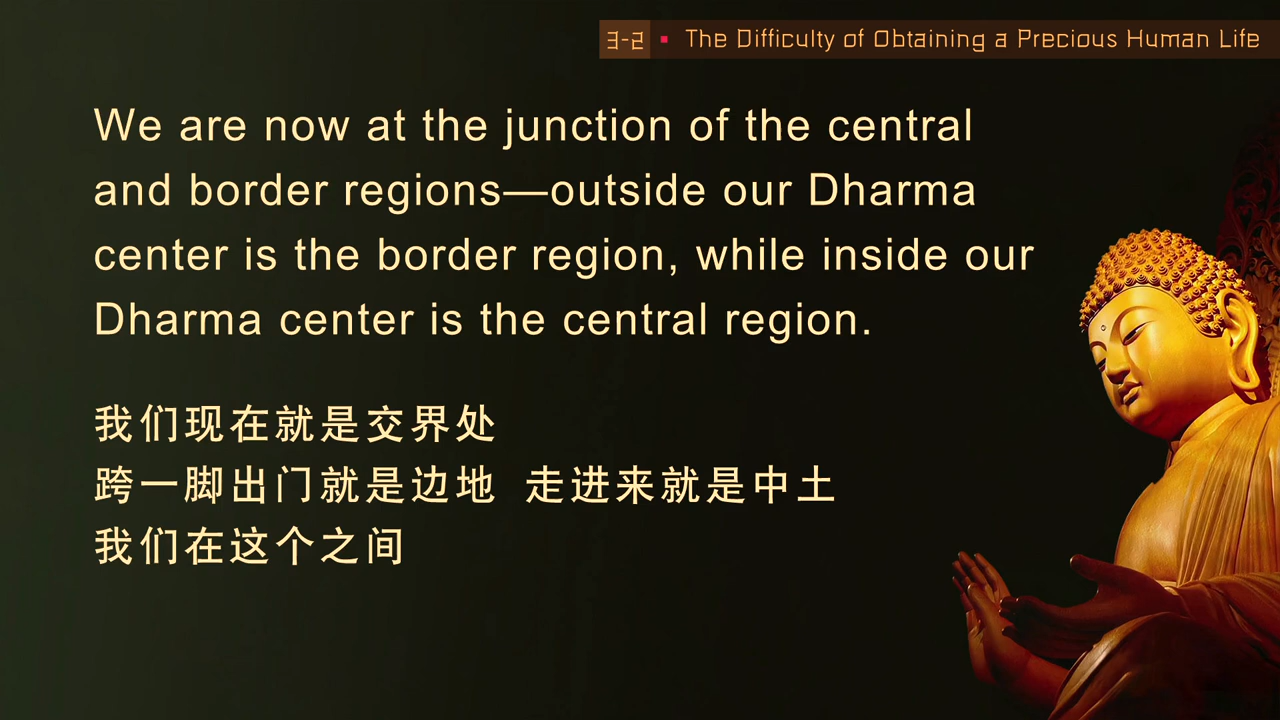 3-2 ▪ The Difficulty of Obtaining a Precious Human Life
We are now at the junction of the central
and border regions—outside our Dharma
center is the border region, while inside our
Dharma center is the central region.
我们现在就是交界处
跨一脚出门就是边地 走进来就是中土
我们在这个之间